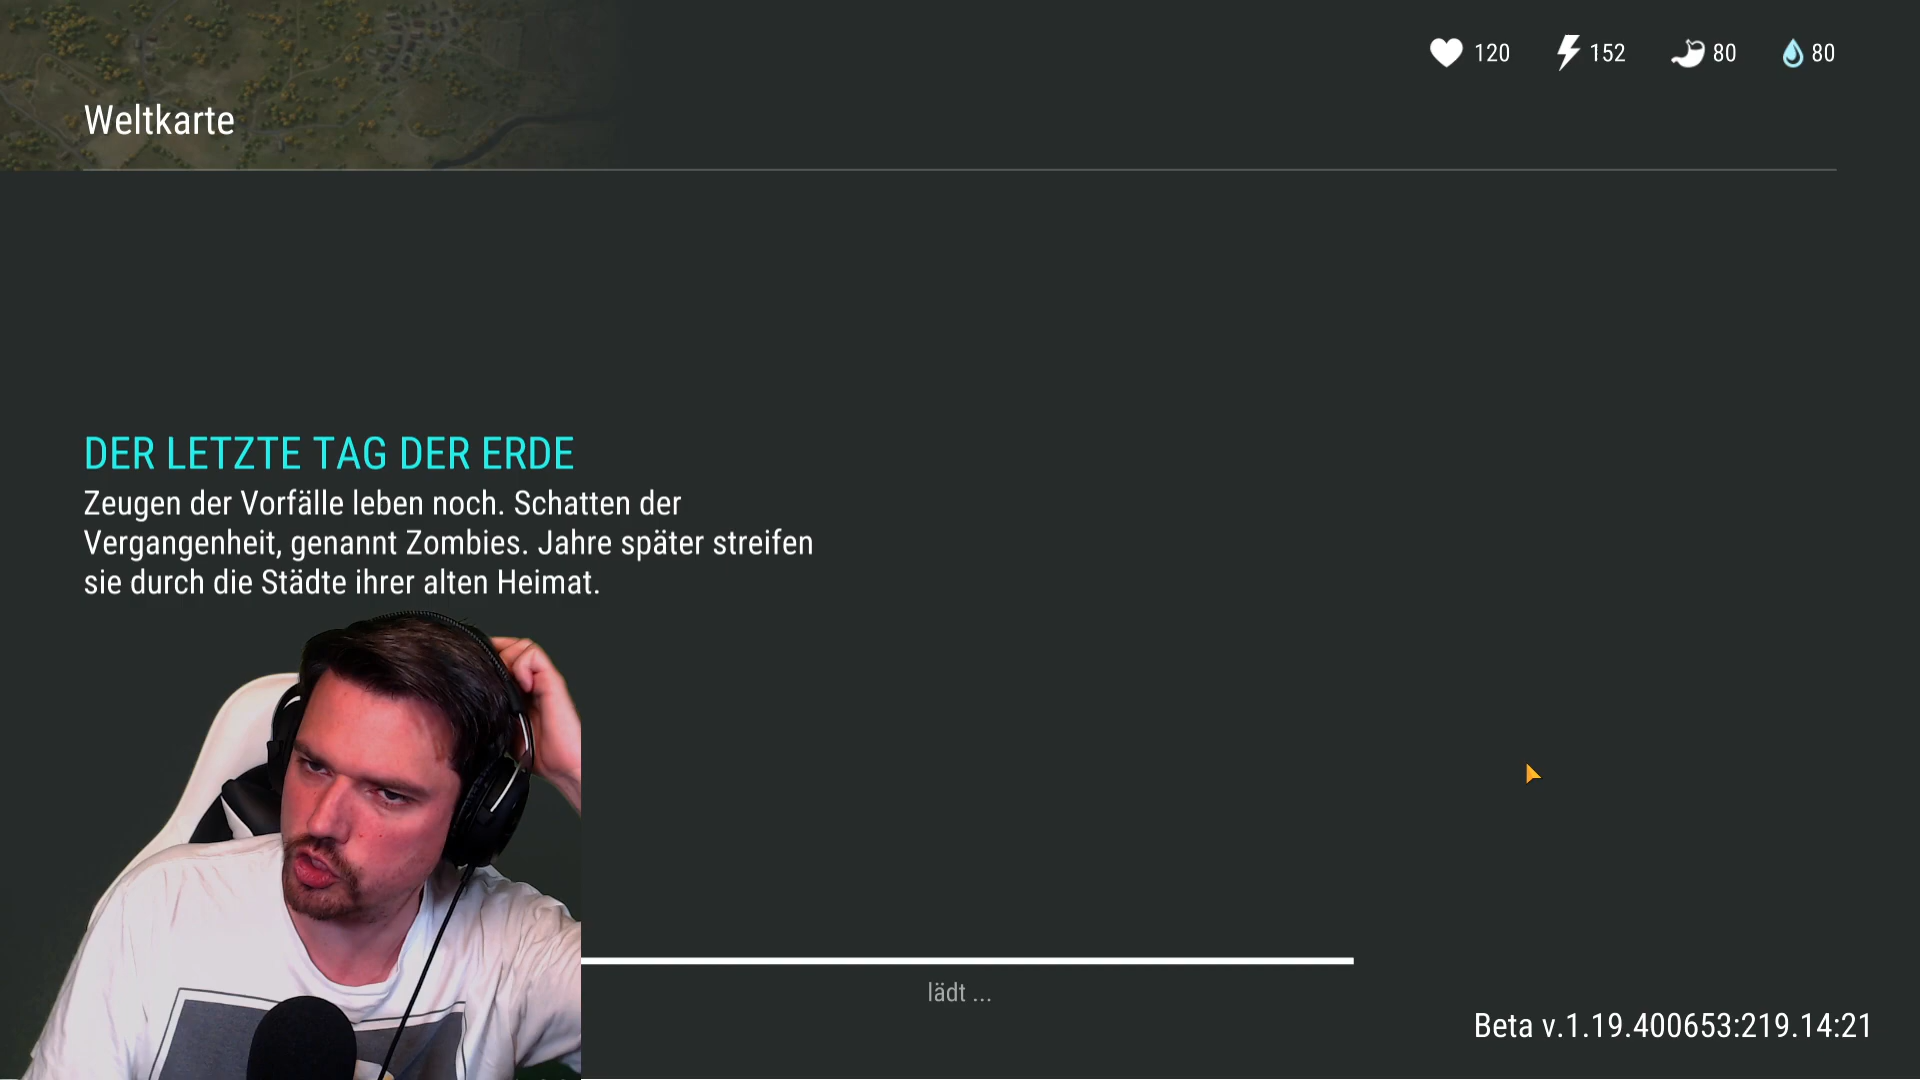 120
152
80
80
Weltkarte
DER LETZTE TAG DER ERDE
Zeugen der Vorfälle leben noch. Schatten der
Vergangenheit, genannt Zombies. Jahre später streifen
sie durch die Städte ihrer alten Heimat.
lädt ...
Beta v.1.19.400653:219.14:21